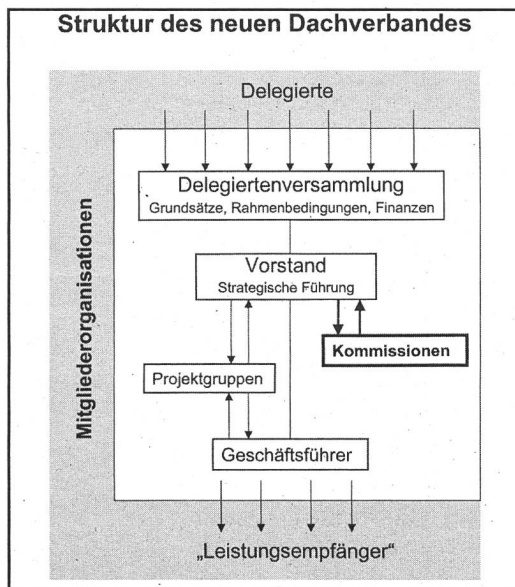 Struktur des neuen Dachverbandes
Delegierte
Mitgliederorganisationen
Delegiertenversammlung
Grundsätze, Rahmenbedingungen, Finanzen
Vorstand
Strategische Führung
Kommissionen
Projektgruppen
Geschäftsführer
„Leistungsempfänger“